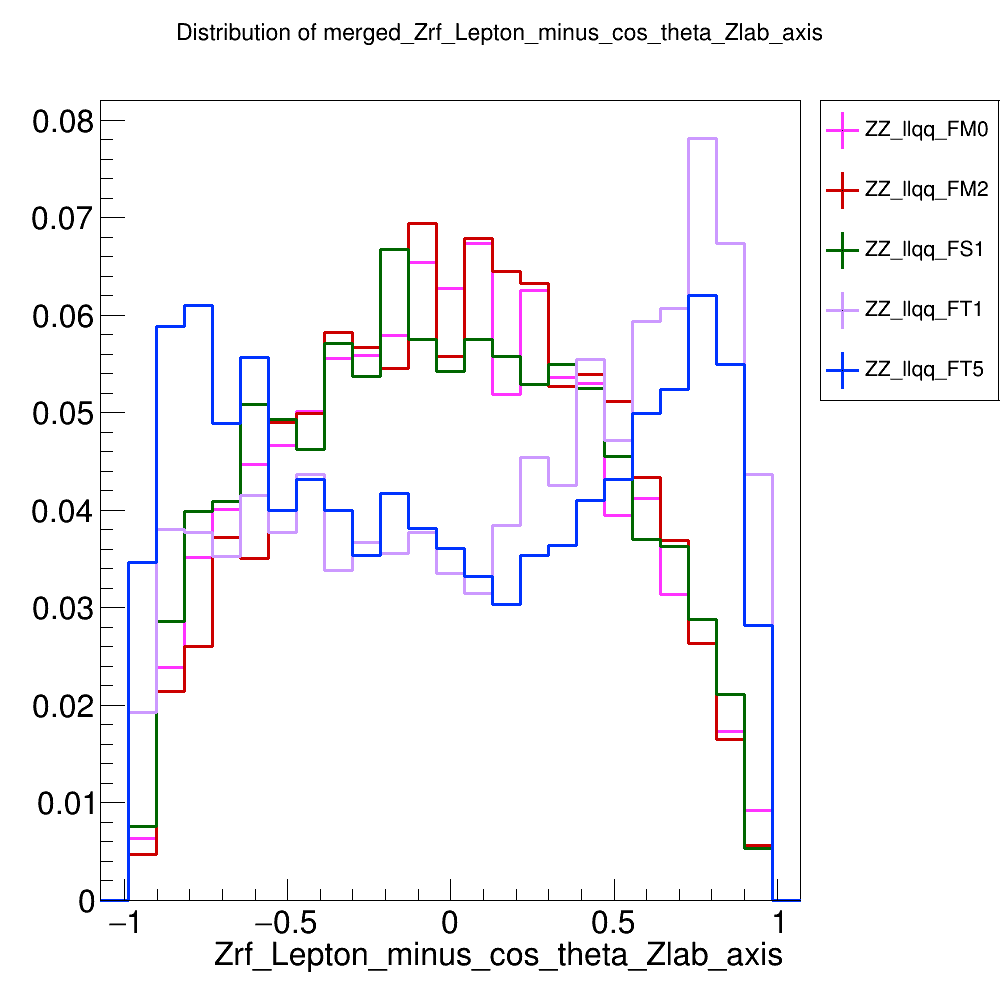 Distribution of merged_Zrf_Lepton_minus_cos_theta_Zlab_axis
0.08
0.07
0.06
0.05
0.04
0.03
0.02
0.01
0
−1
−0.5
0
0.5
1
Zrf_Lepton_minus_cos_theta_Zlab_axis
ZZ_llqq_FM0
ZZ_llqq_FM2
ZZ_llqq_FS1
ZZ_llqq_FT1
ZZ_llqq_FT5